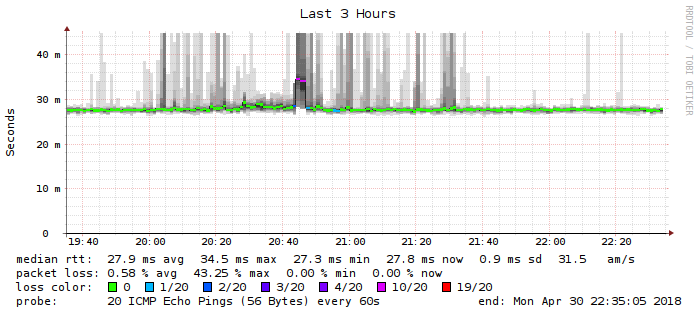 Last 3 Hours
RRDTOOL / TOBI OETIKER
Seconds
40 m
30 m
20 m
10 m
0
19:40 20:00 20:20 20:40 21:00 21:20 21:40 22:00 22:20
median rtt: 27.9 ms avg 34.5 ms max 27.3 ms min 27.8 ms now 0.9 ms sd 31.5 am/s
packet loss: 0.58 % avg 43.25 % max 0.00 % min 0.00 % now
loss color: 0 1/20 2/20 3/20 4/20 10/20 19/20
probe: 20 ICMP Echo Pings (56 Bytes) every 60s end: Mon Apr 30 22:35:05 2018